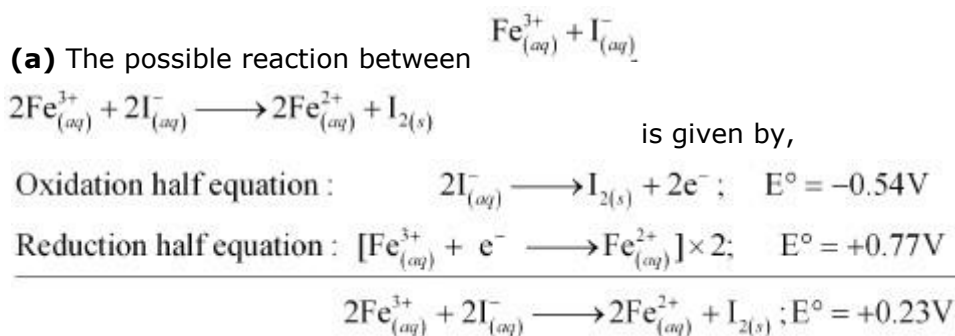 Fe³⁺₍aq₎ + I⁻₍aq₎
(a) The possible reaction between
2Fe³⁺₍aq₎ + 2I⁻₍aq₎ ⟶ 2Fe²⁺₍aq₎ + I₂₍s₎
is given by,
Oxidation half equation : 2I⁻₍aq₎ ⟶ I₂₍s₎ + 2e⁻ ; E° = −0.54V
Reduction half equation : [Fe³⁺₍aq₎ + e⁻ ⟶ Fe²⁺₍aq₎] × 2; E° = +0.77V
2Fe³⁺₍aq₎ + 2I⁻₍aq₎ ⟶ 2Fe²⁺₍aq₎ + I₂₍s₎ ; E° = +0.23V